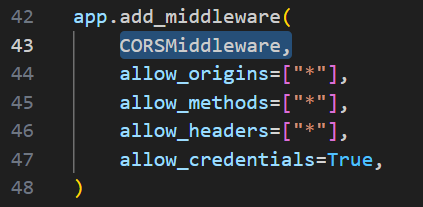 42 app.add_middleware(
43     CORSMiddleware,
44     allow_origins=["*"],
45     allow_methods=["*"],
46     allow_headers=["*"],
47     allow_credentials=True,
48 )